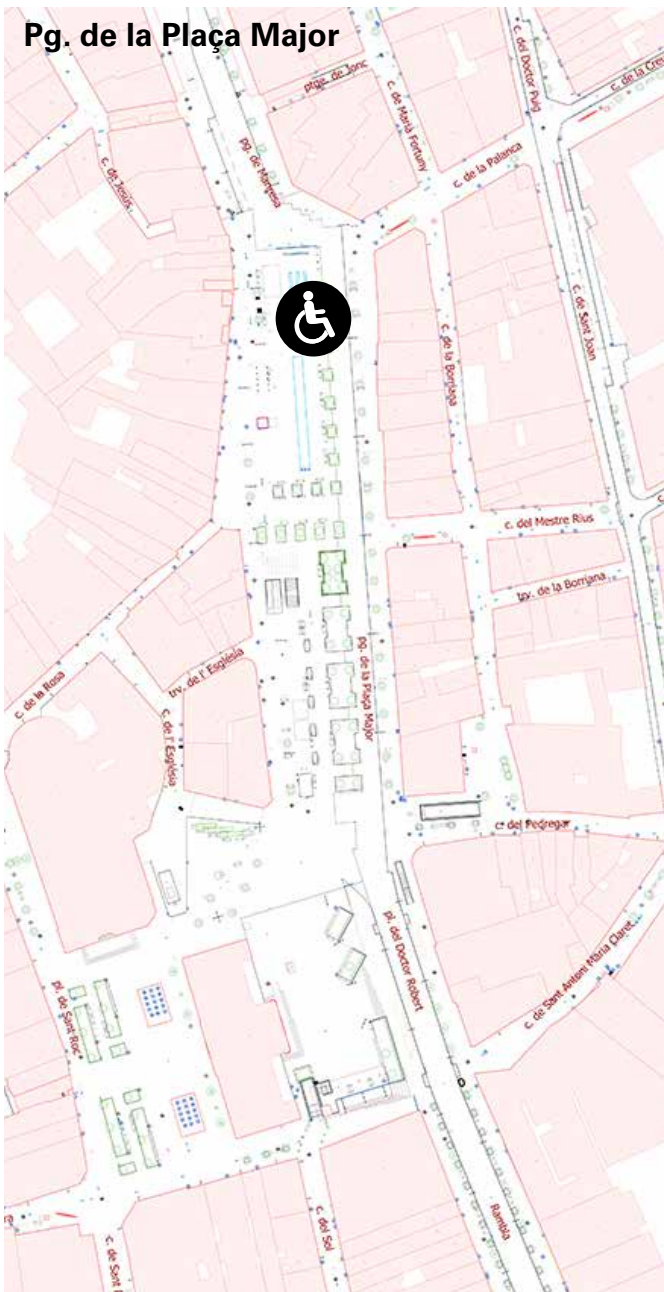 Pg. de la Plaça Major
ptge. de Jonc
c. de Marià Fortuny
c. del Doctor Puig
c. de la
c. de Jesús
pg. de Manresa
c. de la Palanca
c. de la Borriana
c. de Sant Joan
c. del Mestre Rius
trv. de la Borriana
c. de la Rosa
trv. de l' Església
c. de l' Església
pg. de la Plaça Major
c. del Pedregar
pl. del Doctor Robert
c. de Sant Antoni Maria Claret
pl. de Sant Roc
c. del Sol
Rambla
c. de Sant